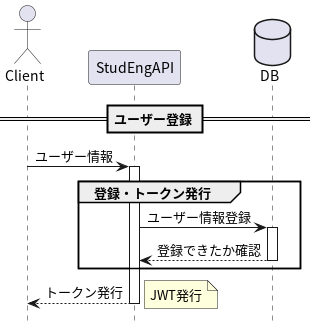 Client
StudEngAPI
DB
ユーザー登録
ユーザー情報
登録・トークン発行
ユーザー情報登録
登録できたか確認
トークン発行
JWT発行